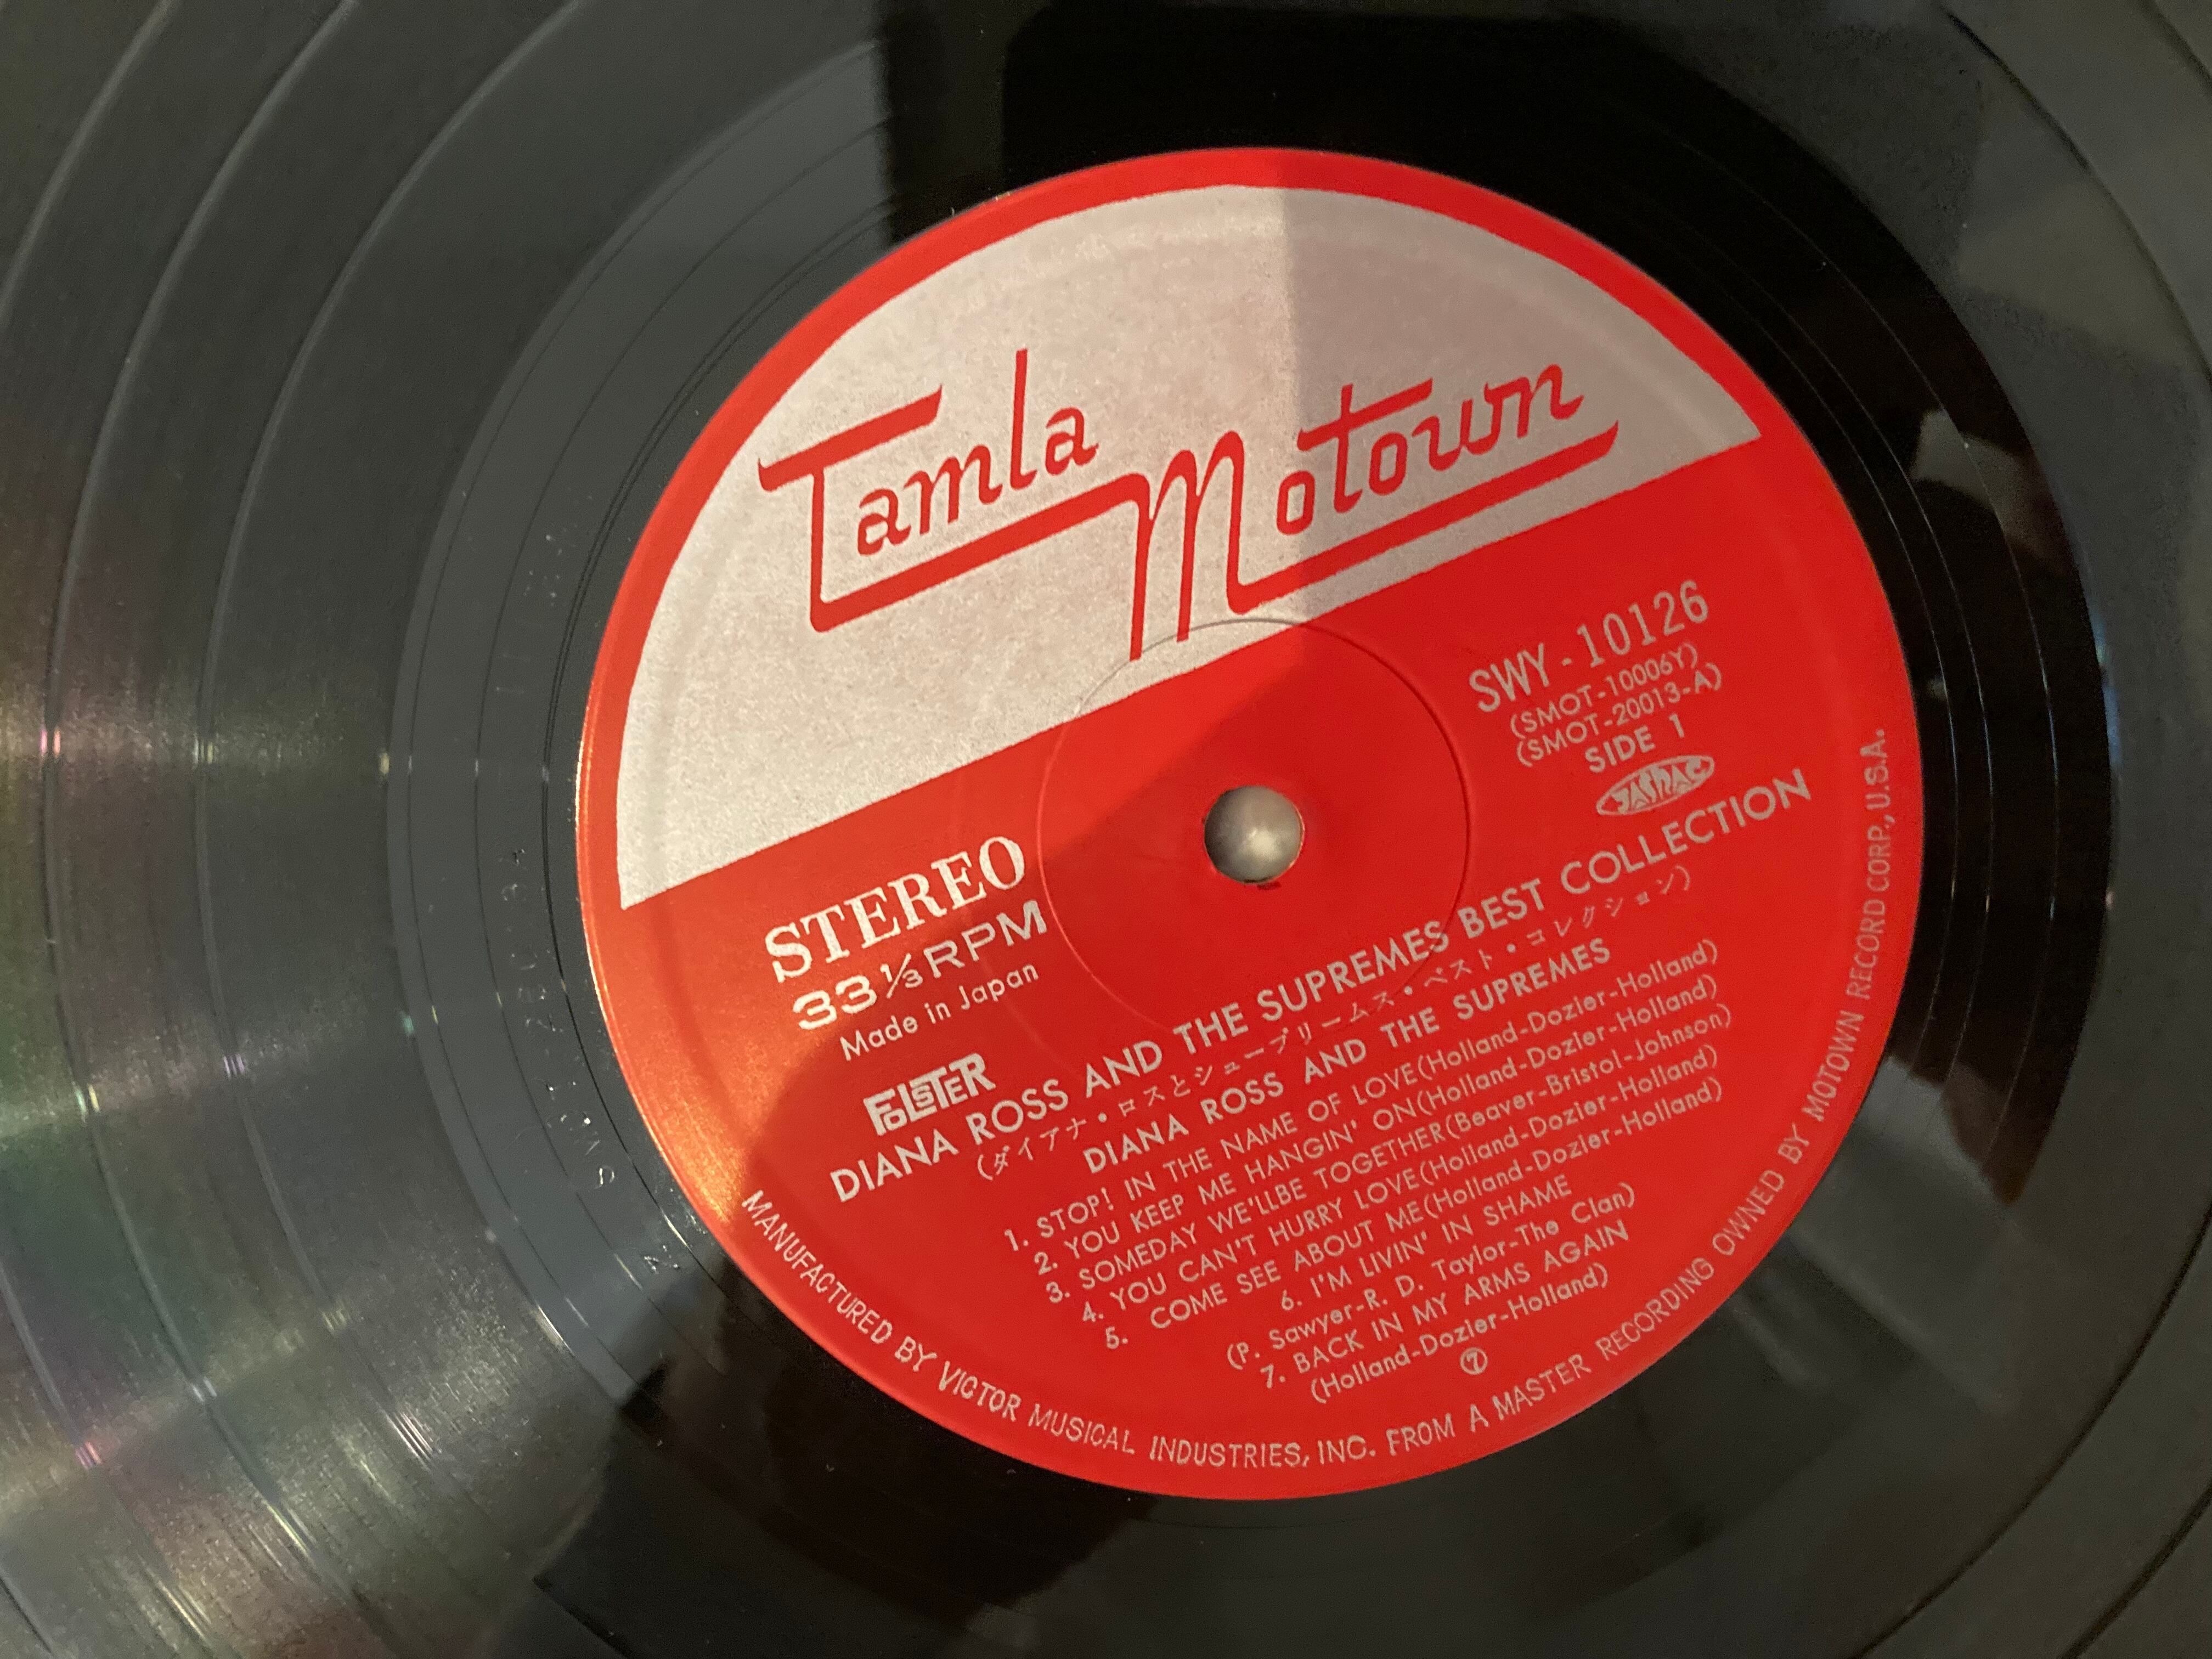 Tamla Motown
SWY-10126
(SMOT-10006Y)
(SMOT-20013-A)
SIDE 1
JASRAC
STEREO
33 1/3 RPM
Made in Japan
FOLSTER
DIANA ROSS AND THE SUPREMES BEST COLLECTION
(ダイアナ・ロスとシュープリームス・ベスト・コレクション)
DIANA ROSS AND THE SUPREMES
1. STOP! IN THE NAME OF LOVE(Holland-Dozier-Holland)
2. YOU KEEP ME HANGIN' ON(Holland-Dozier-Holland)
3. SOMEDAY WE'LLBE TOGETHER(Beaver-Bristol-Johnson)
4. YOU CAN'T HURRY LOVE(Holland-Dozier-Holland)
5. COME SEE ABOUT ME(Holland-Dozier-Holland)
6. I'M LIVIN' IN SHAME
(P. Sawyer-R. D. Taylor-The Clan)
7. BACK IN MY ARMS AGAIN
(Holland-Dozier-Holland)
⑦
MANUFACTURED BY VICTOR MUSICAL INDUSTRIES, INC. FROM A MASTER RECORDING OWNED BY MOTOWN RECORD CORP., U.S.A.